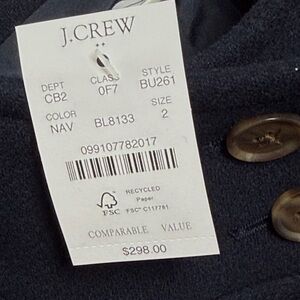 J.CREW
DEPT CLASS STYLE
CB2 0F7 BU261
COLOR SIZE
NAV BL8133 2
099107782017
FSC
RECYCLED
Paper
FSC® C117781
COMPARABLE VALUE
$298.00